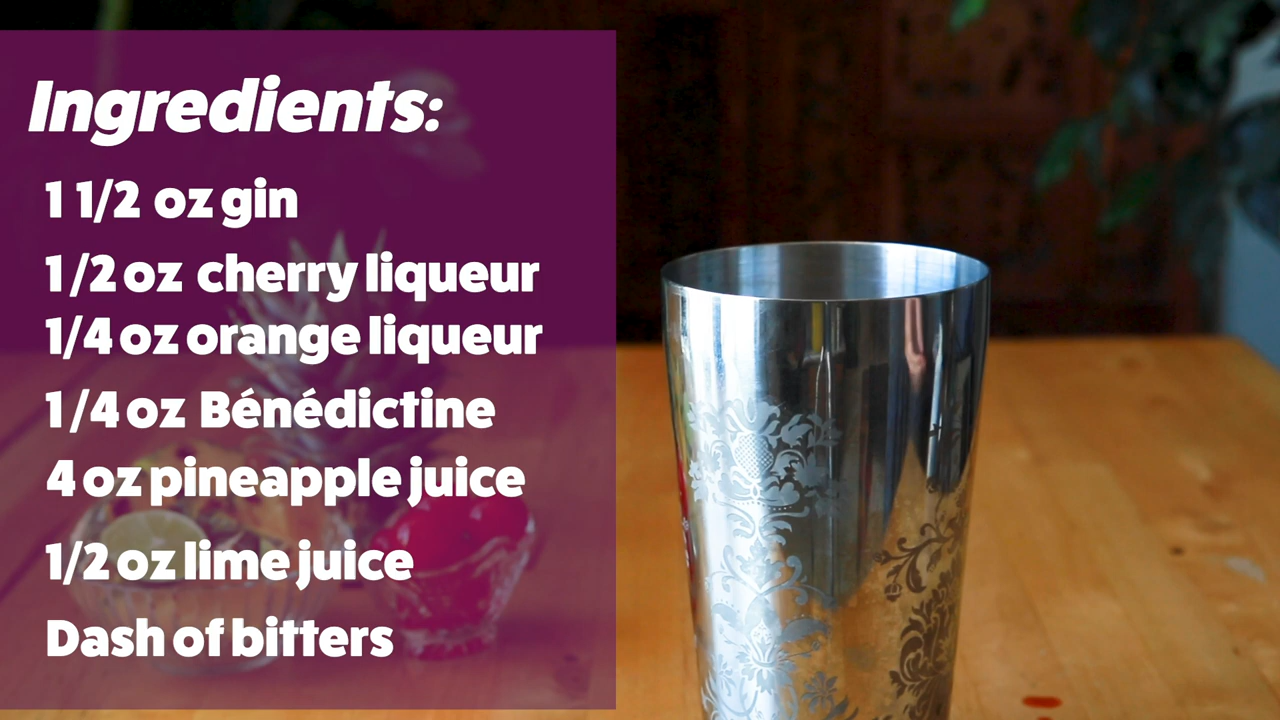 Ingredients:
1 1/2 oz gin
1/2 oz cherry liqueur
1/4 oz orange liqueur
1/4 oz Bénédictine
4 oz pineapple juice
1/2 oz lime juice
Dash of bitters